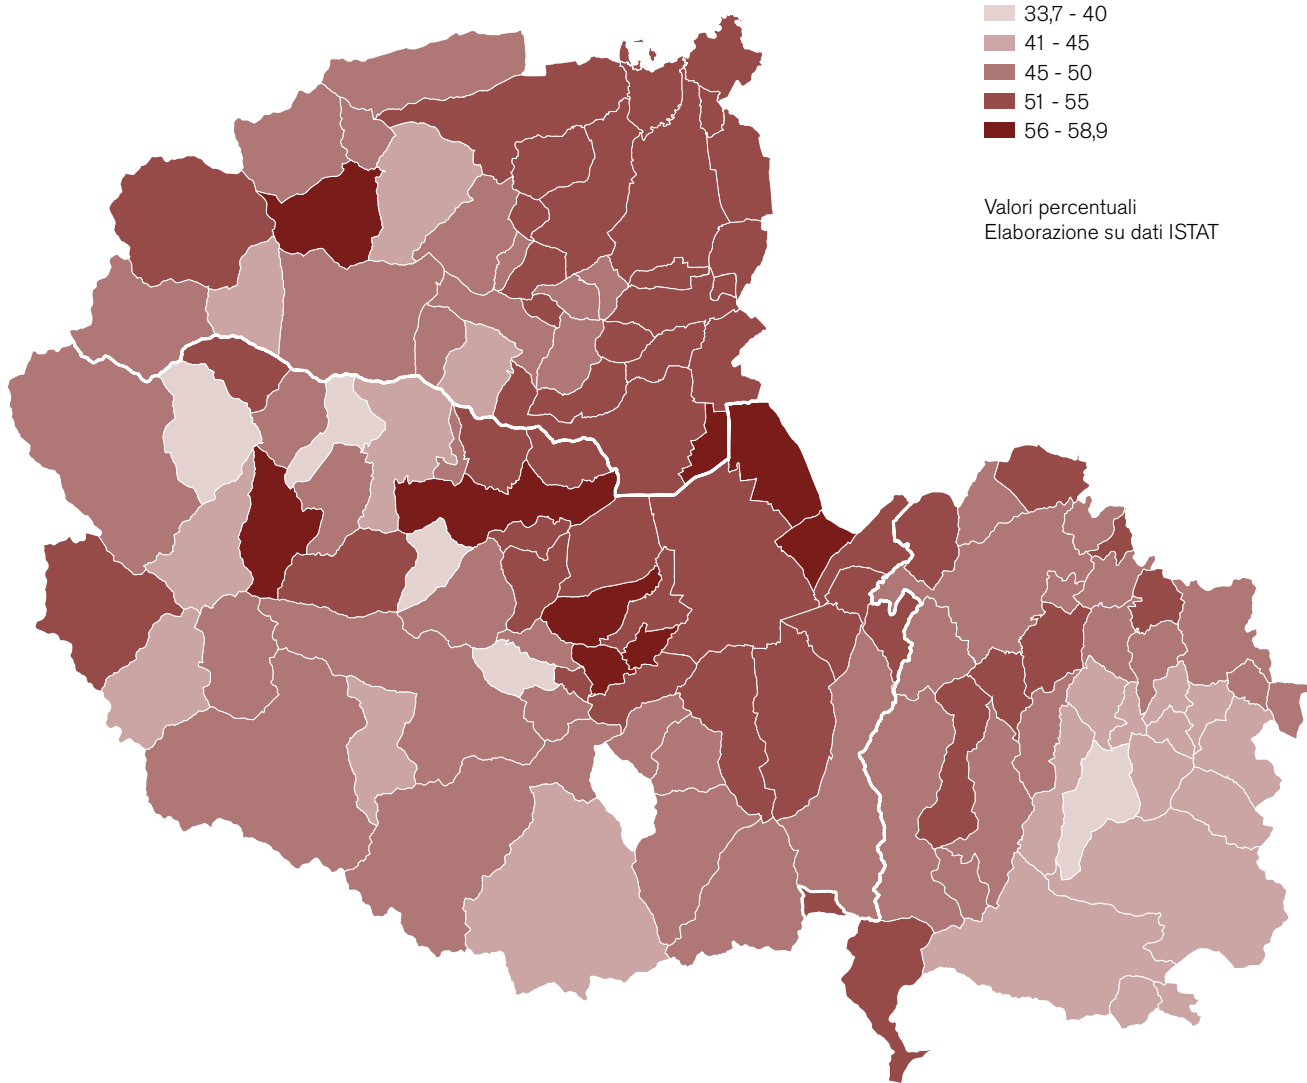 33,7 - 40
41 - 45
45 - 50
51 - 55
56 - 58,9
Valori percentuali
Elaborazione su dati ISTAT